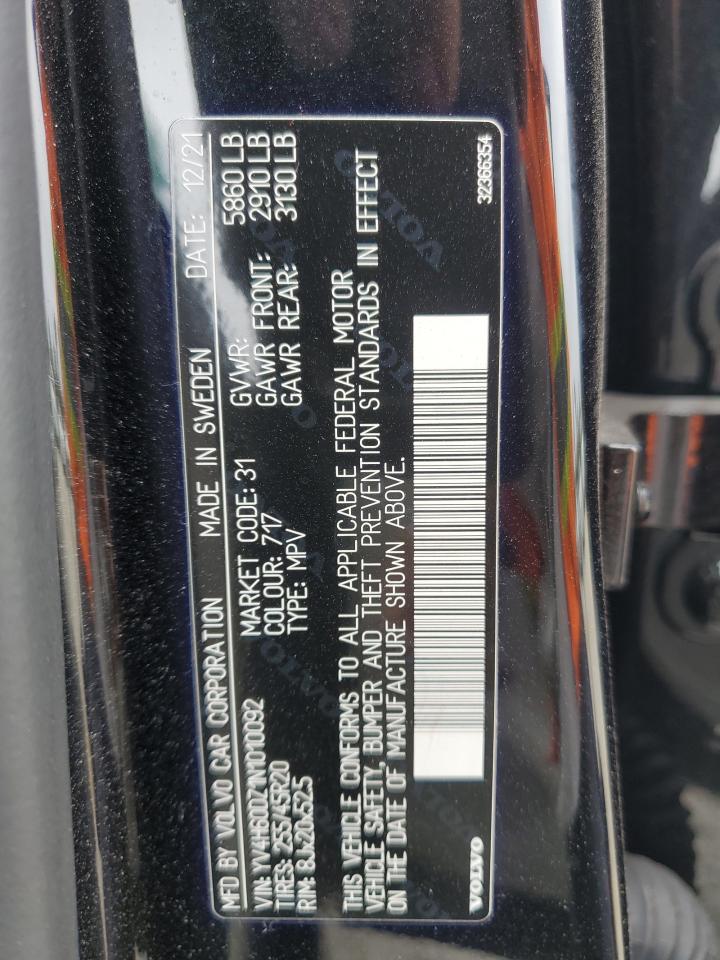 MFD BY VOLVO CAR CORPORATION MADE IN SWEDEN DATE: 12/21
VIN: YV4H60DZ1N1010092
TIRES: 255/45R20
RIM: 8Jx20x52.5
MARKET CODE: 31
COLOUR: 717
TYPE: MPV
GVWR: 5860 LB
GAWR FRONT: 2910 LB
GAWR REAR: 3130 LB
THIS VEHICLE CONFORMS TO ALL APPLICABLE FEDERAL MOTOR
VEHICLE SAFETY, BUMPER AND THEFT PREVENTION STANDARDS IN EFFECT
ON THE DATE OF MANUFACTURE SHOWN ABOVE.
VOLVO
32366354